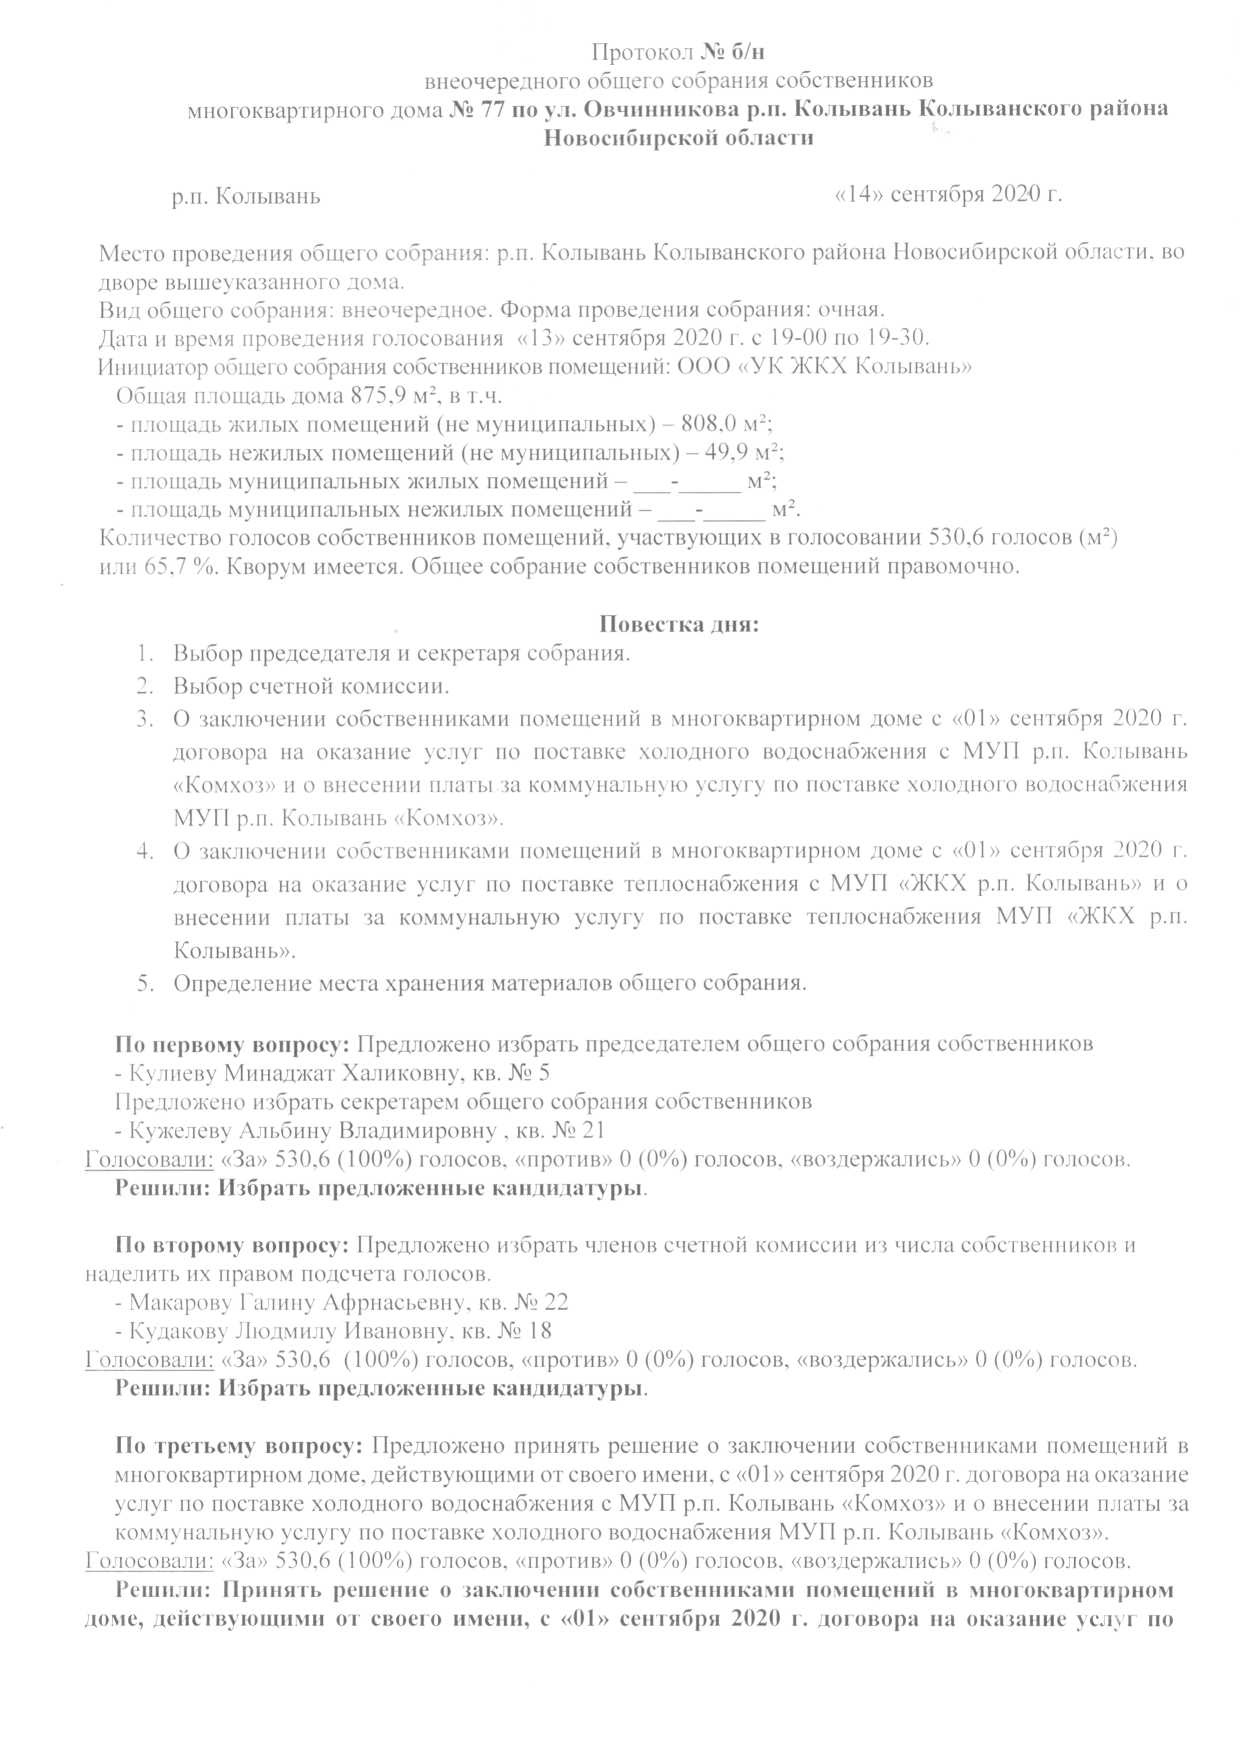 Протокол № б/н
внеочередного общего собрания собственников
многоквартирного дома № 77 по ул. Овчинникова р.п. Колывань Колыванского района
Новосибирской области
р.п. Колывань «14» сентября 2020 г.
Место проведения общего собрания: р.п. Колывань Колыванского района Новосибирской области, во
дворе вышеуказанного дома.
Вид общего собрания: внеочередное. Форма проведения собрания: очная.
Дата и время проведения голосования «13» сентября 2020 г. с 19-00 по 19-30.
Инициатор общего собрания собственников помещений: ООО «УК ЖКХ Колывань»
Общая площадь дома 875,9 м², в т.ч.
- площадь жилых помещений (не муниципальных) – 808,0 м²;
- площадь нежилых помещений (не муниципальных) – 49,9 м²;
- площадь муниципальных жилых помещений – ___-_____ м²;
- площадь муниципальных нежилых помещений – ___-_____ м².
Количество голосов собственников помещений, участвующих в голосовании 530,6 голосов (м²)
или 65,7 %. Кворум имеется. Общее собрание собственников помещений правомочно.
Повестка дня:
1. Выбор председателя и секретаря собрания.
2. Выбор счетной комиссии.
3. О заключении собственниками помещений в многоквартирном доме с «01» сентября 2020 г.
договора на оказание услуг по поставке холодного водоснабжения с МУП р.п. Колывань
«Комхоз» и о внесении платы за коммунальную услугу по поставке холодного водоснабжения
МУП р.п. Колывань «Комхоз».
4. О заключении собственниками помещений в многоквартирном доме с «01» сентября 2020 г.
договора на оказание услуг по поставке теплоснабжения с МУП «ЖКХ р.п. Колывань» и о
внесении платы за коммунальную услугу по поставке теплоснабжения МУП «ЖКХ р.п.
Колывань».
5. Определение места хранения материалов общего собрания.
По первому вопросу: Предложено избрать председателем общего собрания собственников
- Кулиеву Минаджат Халиковну, кв. № 5
Предложено избрать секретарем общего собрания собственников
- Кужелеву Альбину Владимировну , кв. № 21
Голосовали: «За» 530,6 (100%) голосов, «против» 0 (0%) голосов, «воздержались» 0 (0%) голосов.
Решили: Избрать предложенные кандидатуры.
По второму вопросу: Предложено избрать членов счетной комиссии из числа собственников и
наделить их правом подсчета голосов.
- Макарову Галину Афрнасьевну, кв. № 22
- Кудакову Людмилу Ивановну, кв. № 18
Голосовали: «За» 530,6 (100%) голосов, «против» 0 (0%) голосов, «воздержались» 0 (0%) голосов.
Решили: Избрать предложенные кандидатуры.
По третьему вопросу: Предложено принять решение о заключении собственниками помещений в
многоквартирном доме, действующими от своего имени, с «01» сентября 2020 г. договора на оказание
услуг по поставке холодного водоснабжения с МУП р.п. Колывань «Комхоз» и о внесении платы за
коммунальную услугу по поставке холодного водоснабжения МУП р.п. Колывань «Комхоз».
Голосовали: «За» 530,6 (100%) голосов, «против» 0 (0%) голосов, «воздержались» 0 (0%) голосов.
Решили: Принять решение о заключении собственниками помещений в многоквартирном
доме, действующими от своего имени, с «01» сентября 2020 г. договора на оказание услуг по